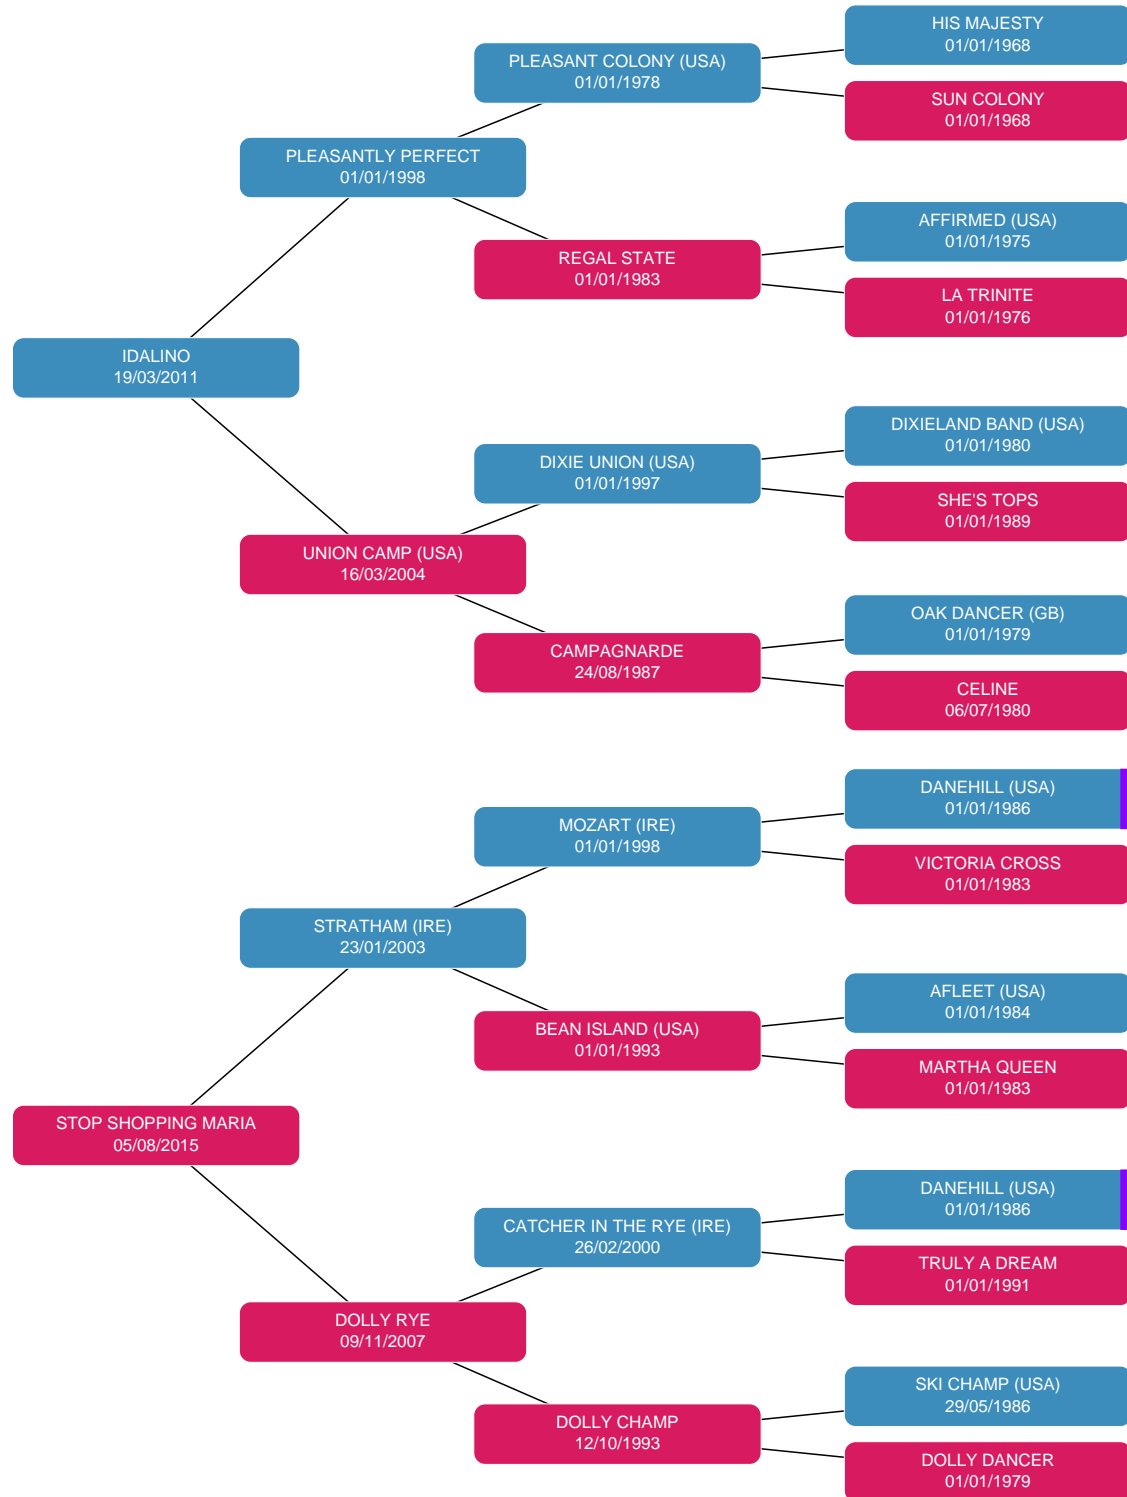 HIS MAJESTY
01/01/1968
PLEASANT COLONY (USA)
01/01/1978
SUN COLONY
01/01/1968
PLEASANTLY PERFECT
01/01/1998
AFFIRMED (USA)
01/01/1975
REGAL STATE
01/01/1983
LA TRINITE
01/01/1976
IDALINO
19/03/2011
DIXIELAND BAND (USA)
01/01/1980
DIXIE UNION (USA)
01/01/1997
SHE'S TOPS
01/01/1989
UNION CAMP (USA)
16/03/2004
OAK DANCER (GB)
01/01/1979
CAMPAGNARDE
24/08/1987
CELINE
06/07/1980
DANEHILL (USA)
01/01/1986
MOZART (IRE)
01/01/1998
VICTORIA CROSS
01/01/1983
STRATHAM (IRE)
23/01/2003
AFLEET (USA)
01/01/1984
BEAN ISLAND (USA)
01/01/1993
MARTHA QUEEN
01/01/1983
STOP SHOPPING MARIA
05/08/2015
DANEHILL (USA)
01/01/1986
CATCHER IN THE RYE (IRE)
26/02/2000
TRULY A DREAM
01/01/1991
DOLLY RYE
09/11/2007
SKI CHAMP (USA)
29/05/1986
DOLLY CHAMP
12/10/1993
DOLLY DANCER
01/01/1979